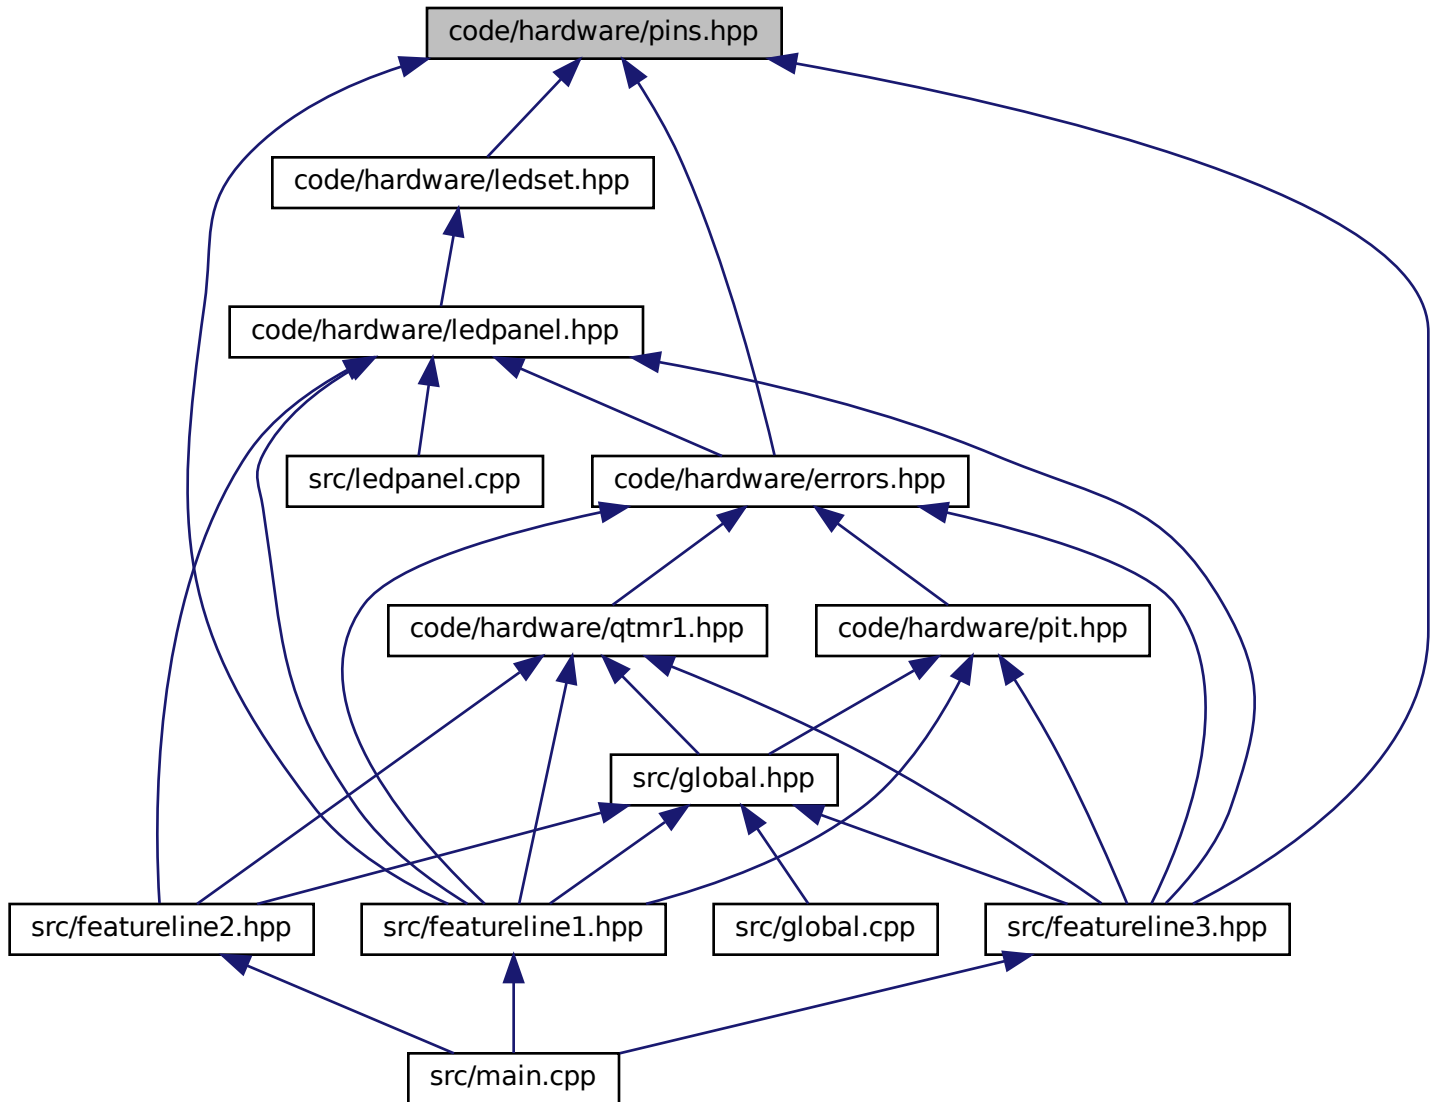 code/hardware/pins.hpp
code/hardware/ledset.hpp
code/hardware/ledpanel.hpp
src/ledpanel.cpp
code/hardware/errors.hpp
code/hardware/qtmr1.hpp
code/hardware/pit.hpp
src/global.hpp
src/featureline2.hpp
src/featureline1.hpp
src/global.cpp
src/featureline3.hpp
src/main.cpp